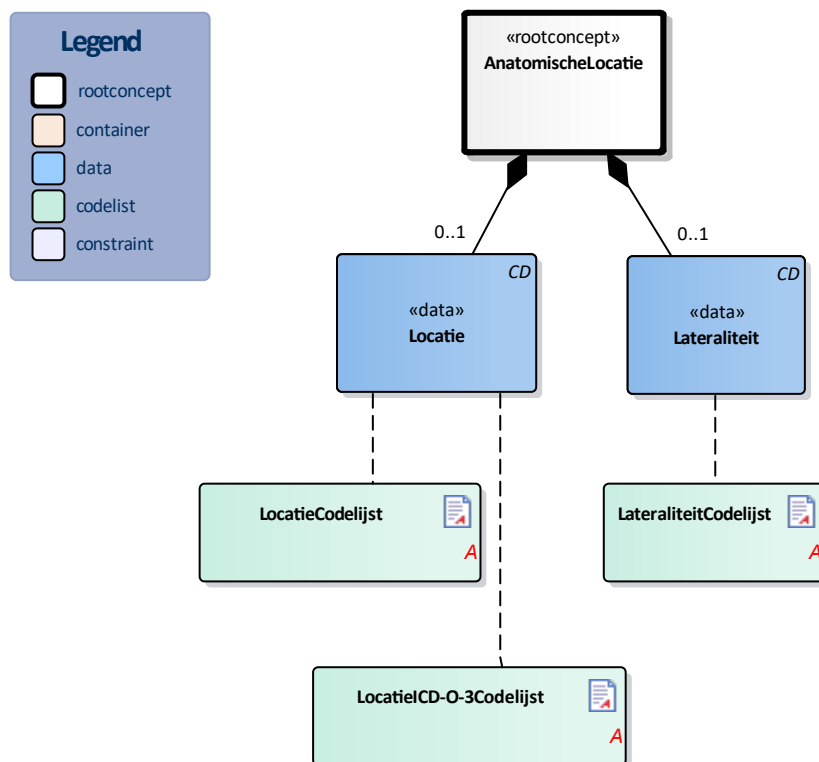 Legend
rootconcept
container
data
codelist
constraint
«rootconcept»
AnatomischeLocatie
0..1
0..1
CD
«data»
Locatie
CD
«data»
Lateraliteit
LocatieCodelijst
A
LateraliteitCodelijst
A
LocatieICD-O-3Codelijst
A